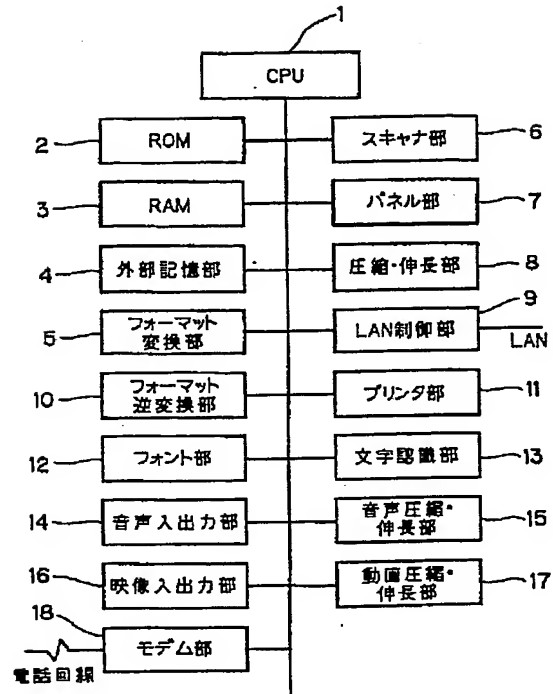 1
CPU
2
ROM
スキャナ部
6
3
RAM
パネル部
7
4
外部記憶部
圧縮・伸長部
8
5
フォーマット
変換部
LAN制御部
9
LAN
10
フォーマット
逆変換部
プリンタ部
11
12
フォント部
文字認識部
13
14
音声入出力部
音声圧縮・
伸長部
15
16
映像入出力部
動画圧縮・
伸長部
17
18
モデム部
電話回線